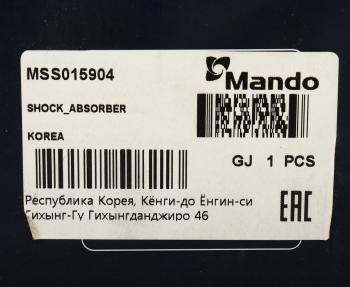 MSS015904
Mando
SHOCK_ABSORBER
KOREA
GJ 1 PCS
Республика Корея, Кёнги-до Ёнгин-си
Гихынг-Гу Гихынгданджиро 46
EAC